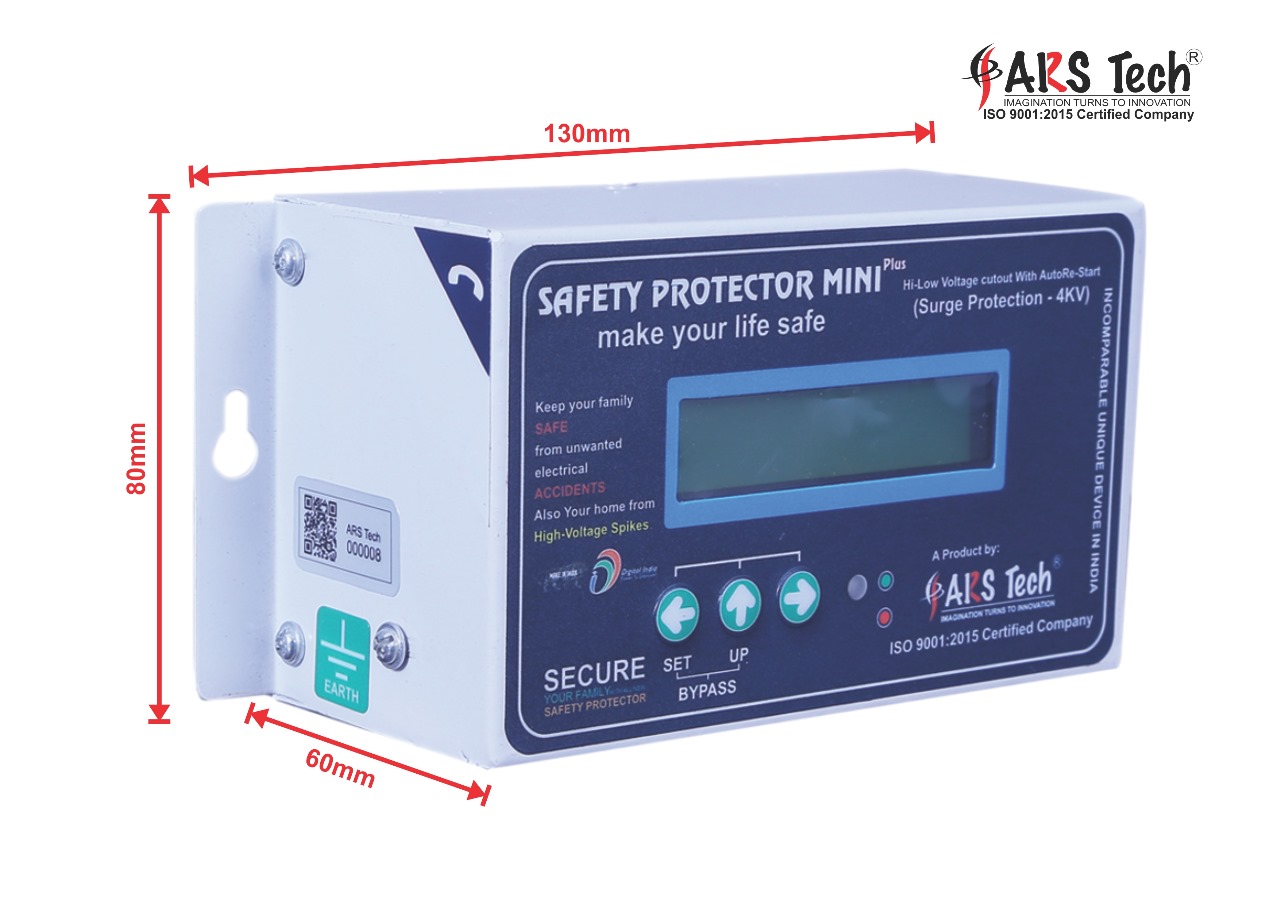 ARS Tech®
IMAGINATION TURNS TO INNOVATION
ISO 9001:2015 Certified Company
130mm
80mm
60mm
SAFETY PROTECTOR MINI Plus
make your life safe
Hi-Low Voltage cutout With AutoRe-Start
(Surge Protection - 4KV)
INCOMPARABLE UNIQUE DEVICE IN INDIA
Keep your family
SAFE
from unwanted
electrical
ACCIDENTS
Also Your home from
High-Voltage Spikes
Digital India
ARS Tech
000008
EARTH
SET
UP
BYPASS
SECURE
YOUR FAMILY
SAFETY PROTECTOR
A Product by:
ARS Tech®
IMAGINATION TURNS TO INNOVATION
ISO 9001:2015 Certified Company